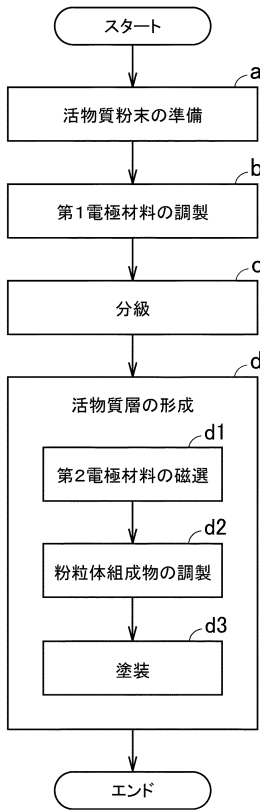 スタート
a
活物質粉末の準備
b
第1電極材料の調製
c
分級
d
活物質層の形成
d1
第2電極材料の磁選
d2
粉粒体組成物の調製
d3
塗装
エンド